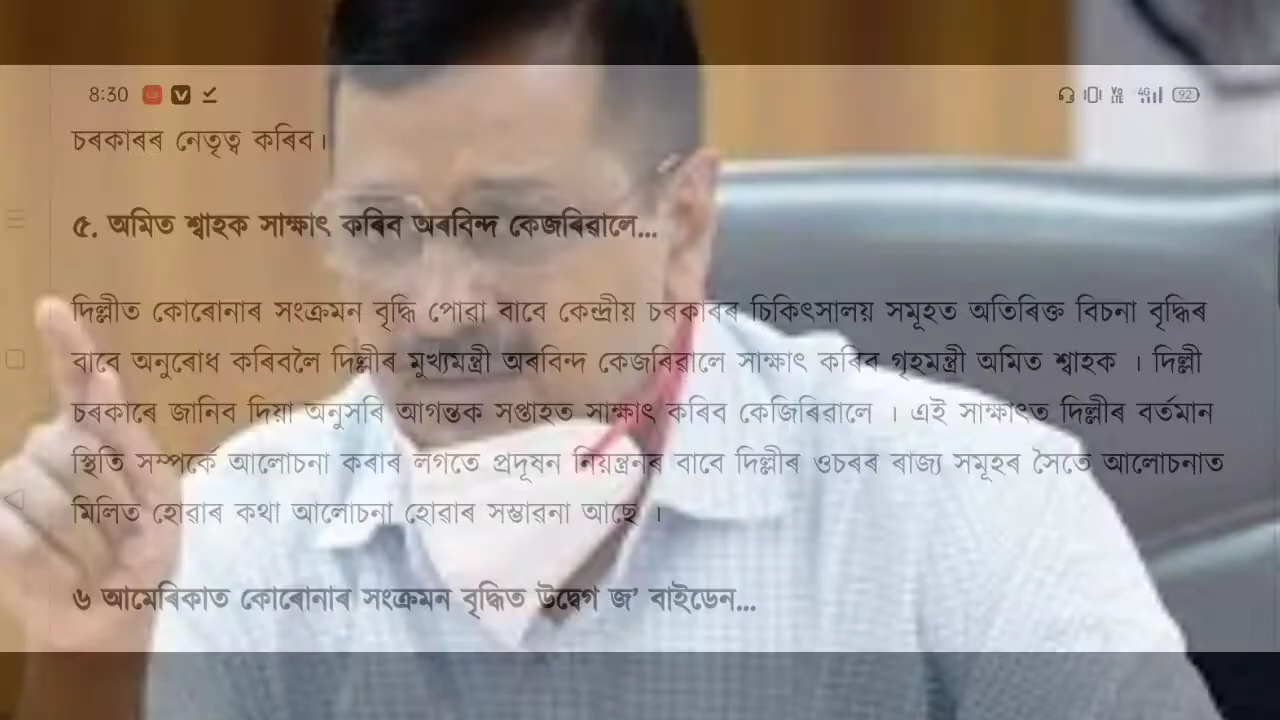 8:30
4G 92
চৰকাৰৰ নেতৃত্ব কৰিব।
৫. অমিত শ্বাহক সাক্ষাৎ কৰিব অৰবিন্দ কেজৰিৱালে...
দিল্লীত কোৰোনাৰ সংক্ৰমন বৃদ্ধি পোৱা বাবে কেন্দ্ৰীয় চৰকাৰৰ চিকিৎসালয় সমূহত অতিৰিক্ত বিচনা বৃদ্ধিৰ
বাবে অনুৰোধ কৰিবলৈ দিল্লীৰ মুখ্যমন্ত্ৰী অৰবিন্দ কেজৰিৱালে সাক্ষাৎ কৰিব গৃহমন্ত্ৰী অমিত শ্বাহক । দিল্লী
চৰকাৰে জানিব দিয়া অনুসৰি আগন্তক সপ্তাহত সাক্ষাৎ কৰিব কেজিৰিৱালে । এই সাক্ষাৎত দিল্লীৰ বৰ্তমান
স্থিতি সম্পৰ্কে আলোচনা কৰাৰ লগতে প্ৰদূষন নিয়ন্ত্ৰনৰ বাবে দিল্লীৰ ওচৰৰ ৰাজ্য সমূহৰ সৈতে আলোচনাত
মিলিত হোৱাৰ কথা আলোচনা হোৱাৰ সম্ভাৱনা আছে ।
৬ আমেৰিকাত কোৰোনাৰ সংক্ৰমন বৃদ্ধিত উদ্বেগ জ’ বাইডেন...